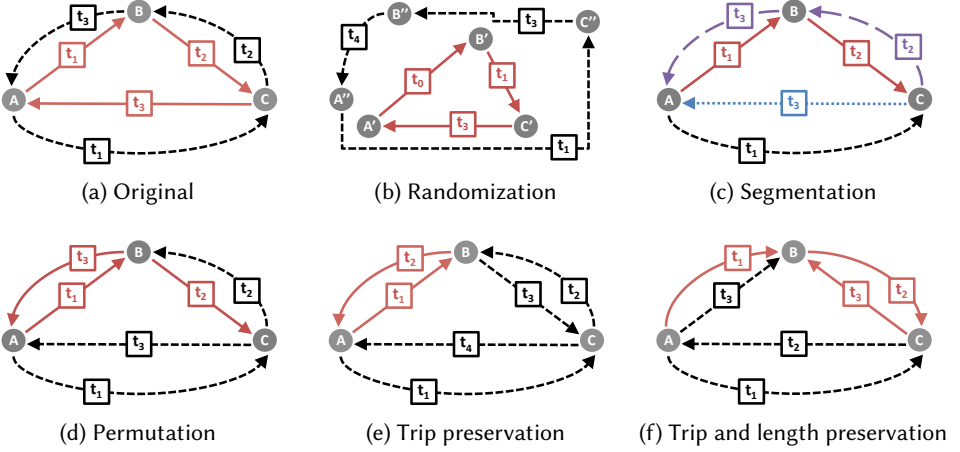 t3
B
t1
t2
t2
A
t3
C
t1
(a) Original
B''
t3
C''
t4
B'
t0
t1
A''
A'
t3
C'
t1
(b) Randomization
t3
B
t2
t1
t2
A
t3
C
t1
(c) Segmentation
t3
B
t1
t2
t2
A
t3
C
t1
(d) Permutation
t2
B
t1
t3
t2
A
t4
C
t1
(e) Trip preservation
t1
B
t3
t3
t2
A
t2
C
t1
(f) Trip and length preservation